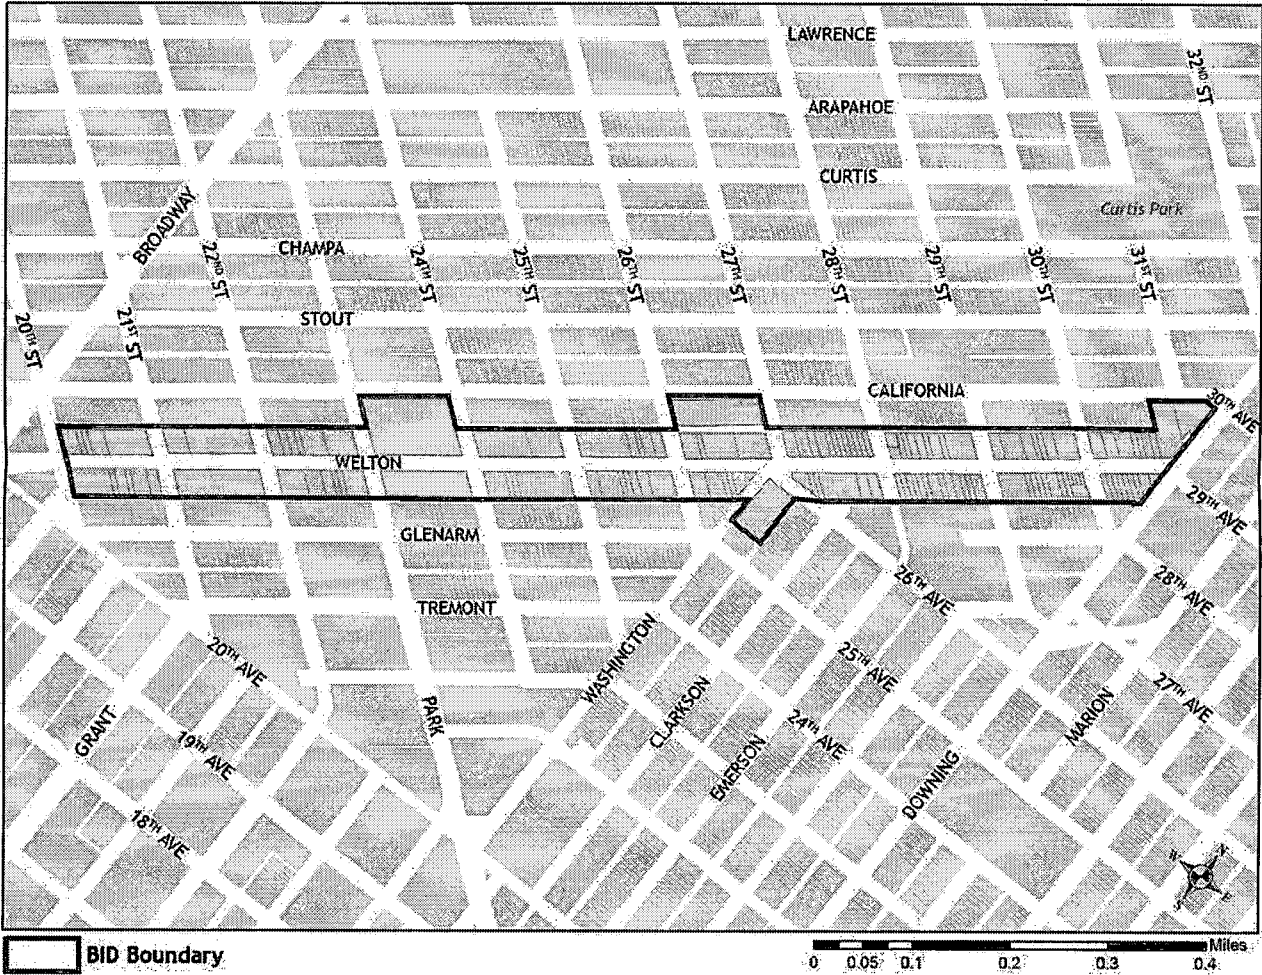 LAWRENCE
32ND ST
ARAPAHOE
CURTIS
Curtis Park
BROADWAY
CHAMPA
22ND ST
24TH ST
25TH ST
26TH ST
27TH ST
28TH ST
29TH ST
30TH ST
31ST ST
20TH ST
21ST ST
STOUT
CALIFORNIA
30TH AVE
WELTON
29TH AVE
GLENARM
26TH AVE
28TH AVE
TREMONT
WASHINGTON
20TH AVE
25TH AVE
27TH AVE
PARK
CLARKSON
MARION
GRANT
19TH AVE
24TH AVE
EMERSON
DOWNING
18TH AVE
N
W
E
S
BID Boundary
Miles
0 0.05 0.1 0.2 0.3 0.4